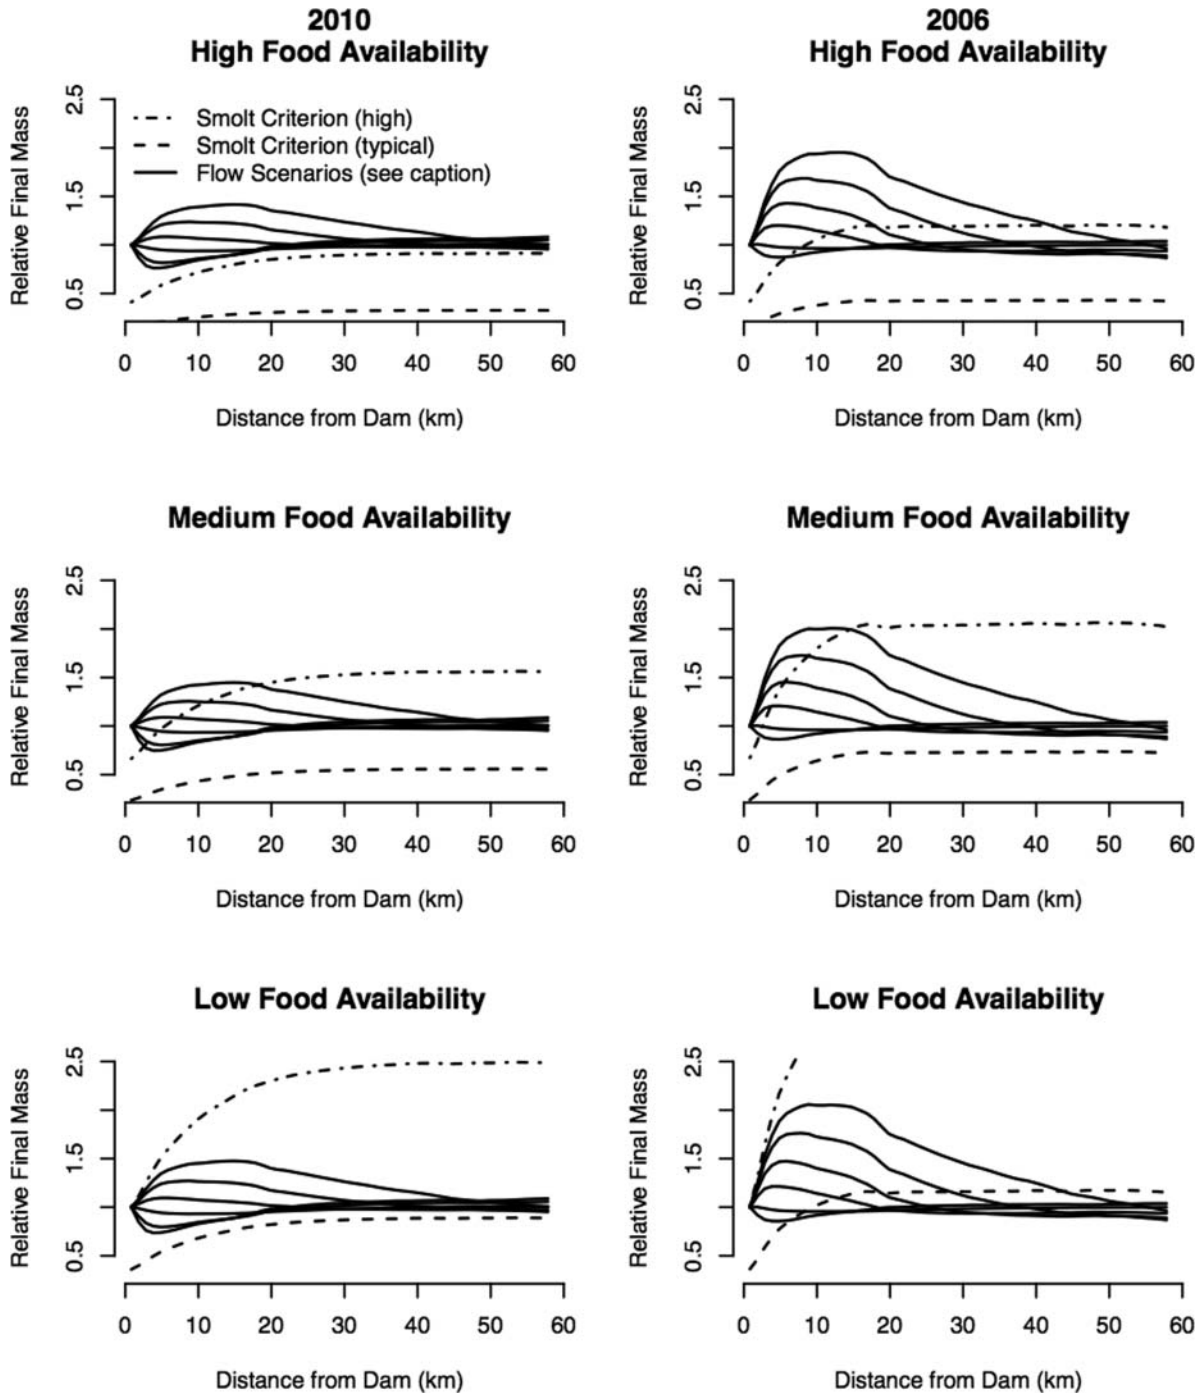 2010
High Food Availability
2.5
1.5
0.5
Relative Final Mass
Smolt Criterion (high)
Smolt Criterion (typical)
Flow Scenarios (see caption)
0 10 20 30 40 50 60
Distance from Dam (km)
2006
High Food Availability
2.5
1.5
0.5
Relative Final Mass
0 10 20 30 40 50 60
Distance from Dam (km)
Medium Food Availability
2.5
1.5
0.5
Relative Final Mass
0 10 20 30 40 50 60
Distance from Dam (km)
Medium Food Availability
2.5
1.5
0.5
Relative Final Mass
0 10 20 30 40 50 60
Distance from Dam (km)
Low Food Availability
2.5
1.5
0.5
Relative Final Mass
0 10 20 30 40 50 60
Distance from Dam (km)
Low Food Availability
2.5
1.5
0.5
Relative Final Mass
0 10 20 30 40 50 60
Distance from Dam (km)